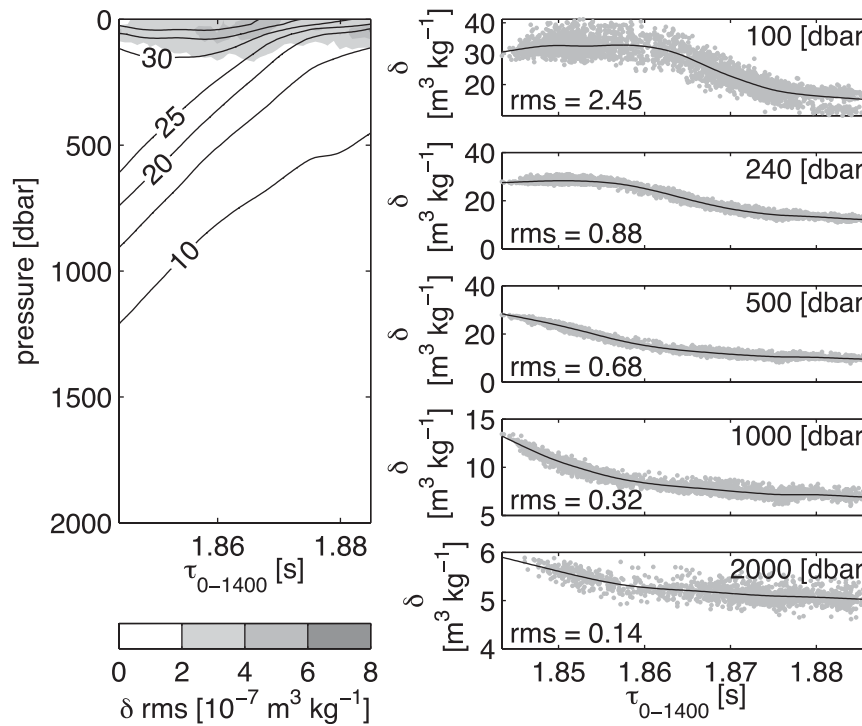 0
500
1000
1500
2000
pressure [dbar]
30
25
20
10
1.86
1.88
τ0−1400 [s]
0
2
4
6
8
δ rms [10−7 m3 kg−1]
40
30
20
δ
[m3 kg−1]
100 [dbar
rms = 2.45
40
20
0
δ
[m3 kg−1]
240 [dbar
rms = 0.88
40
20
0
δ
[m3 kg−1]
500 [dbar
rms = 0.68
15
10
5
δ
[m3 kg−1]
1000 [dbar
rms = 0.32
6
5
4
δ
[m3 kg−1]
2000 [dbar
rms = 0.14
1.85
1.86
1.87
1.88
τ0−1400 [s]